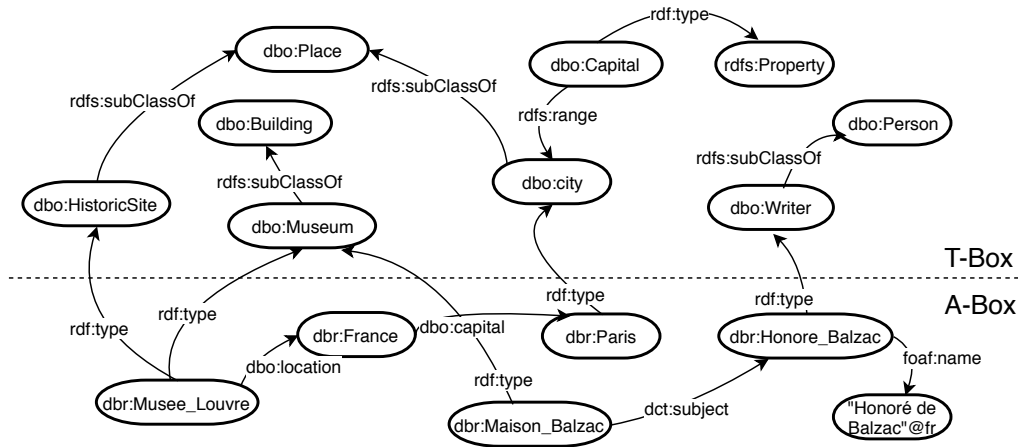 rdf:type
dbo:Place
dbo:Capital
rdfs:Property
rdfs:subClassOf
rdfs:subClassOf
rdfs:range
dbo:Building
dbo:Person
rdfs:subClassOf
rdfs:subClassOf
dbo:HistoricSite
dbo:city
dbo:Museum
dbo:Writer
T-Box
rdf:type
rdf:type
A-Box
rdf:type
rdf:type
dbr:France
dbo:capital
dbr:Paris
dbr:Honore_Balzac
dbo:location
foaf:name
rdf:type
dbr:Musee_Louvre
dbr:Maison_Balzac
dct:subject
"Honoré de
Balzac"@fr